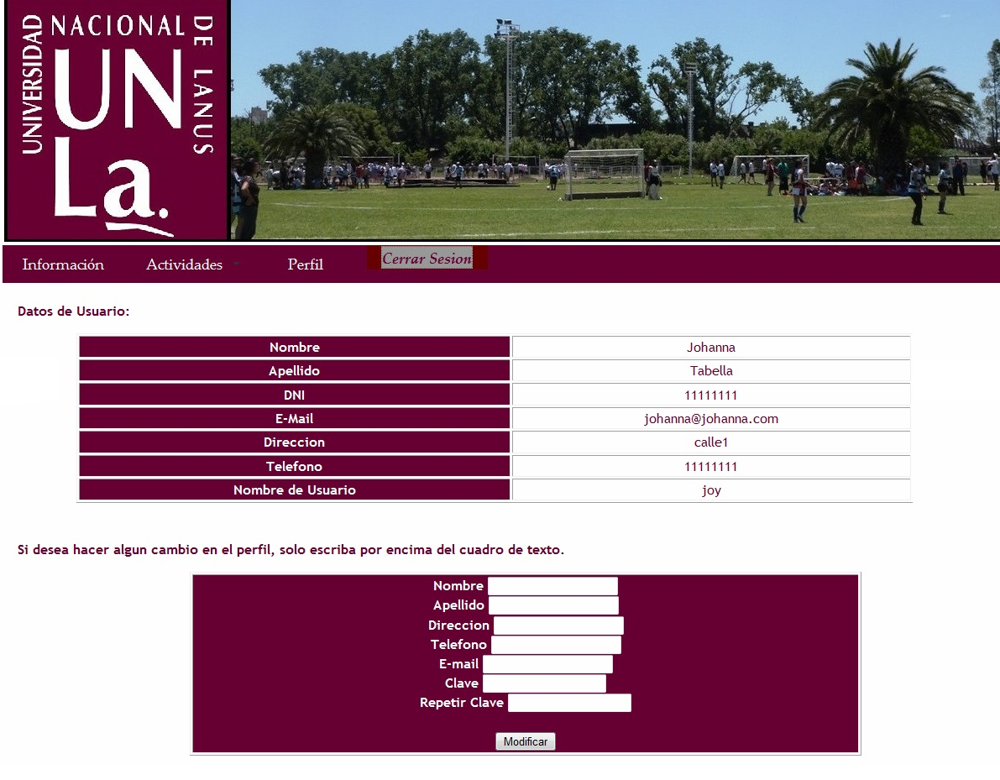 UNIVERSIDAD
NACIONAL
DE LANUS
UN
La.
Información Actividades Perfil Cerrar Sesion
Datos de Usuario:
Nombre Johanna
Apellido Tabella
DNI 11111111
E-Mail johanna@johanna.com
Direccion calle1
Telefono 11111111
Nombre de Usuario joy
Si desea hacer algun cambio en el perfil, solo escriba por encima del cuadro de texto.
Nombre
Apellido
Direccion
Telefono
E-mail
Clave
Repetir Clave
Modificar